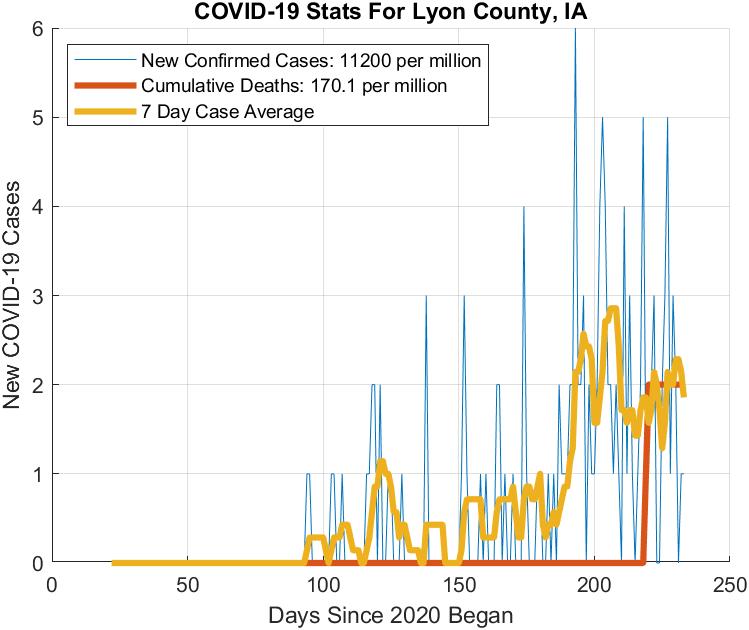 COVID-19 Stats For Lyon County, IA
New Confirmed Cases: 11200 per million
Cumulative Deaths: 170.1 per million
7 Day Case Average
New COVID-19 Cases
6
5
4
3
2
1
0
0 50 100 150 200 250
Days Since 2020 Began